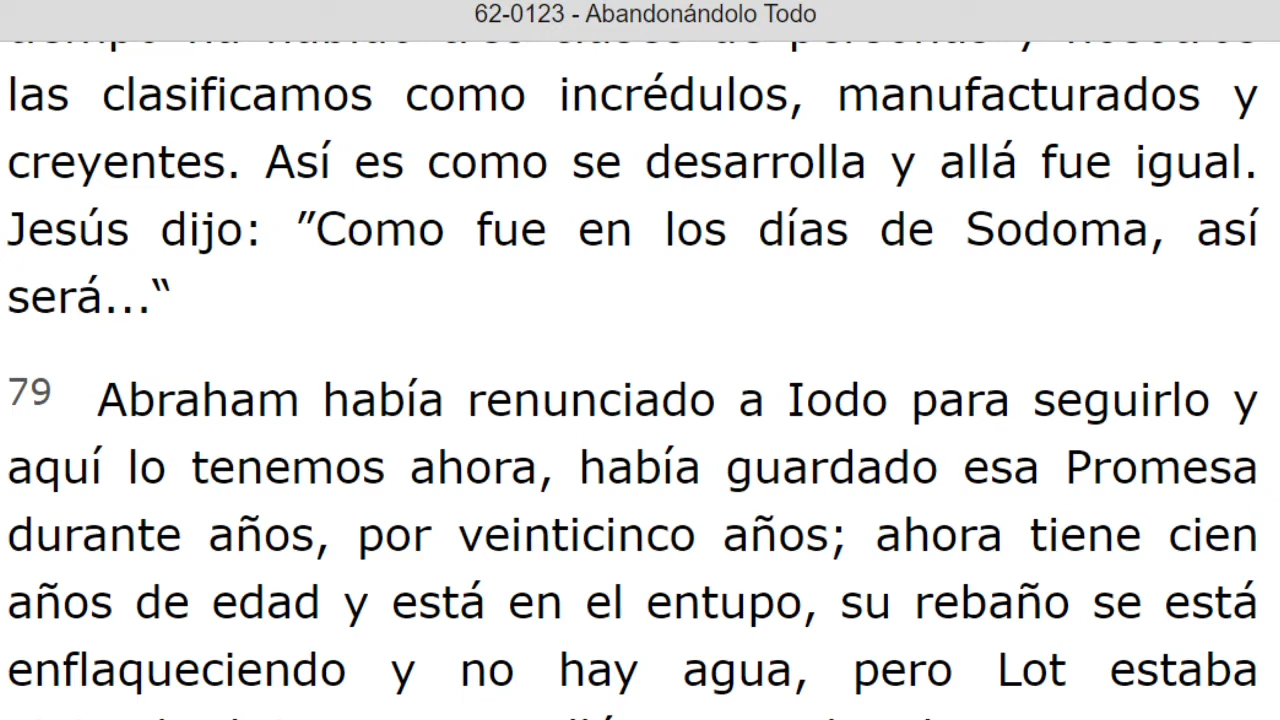 62-0123 - Abandonándolo Todo
las clasificamos como incrédulos, manufacturados y
creyentes. Así es como se desarrolla y allá fue igual.
Jesús dijo: ”Como fue en los días de Sodoma, así
será...“
79 Abraham había renunciado a Iodo para seguirlo y
aquí lo tenemos ahora, había guardado esa Promesa
durante años, por veinticinco años; ahora tiene cien
años de edad y está en el entupo, su rebaño se está
enflaqueciendo y no hay agua, pero Lot estaba